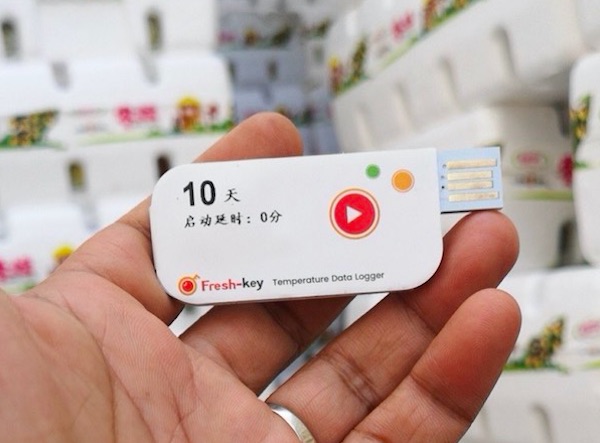 10 天
启动延时：0分
Fresh-key Temperature Data Logger